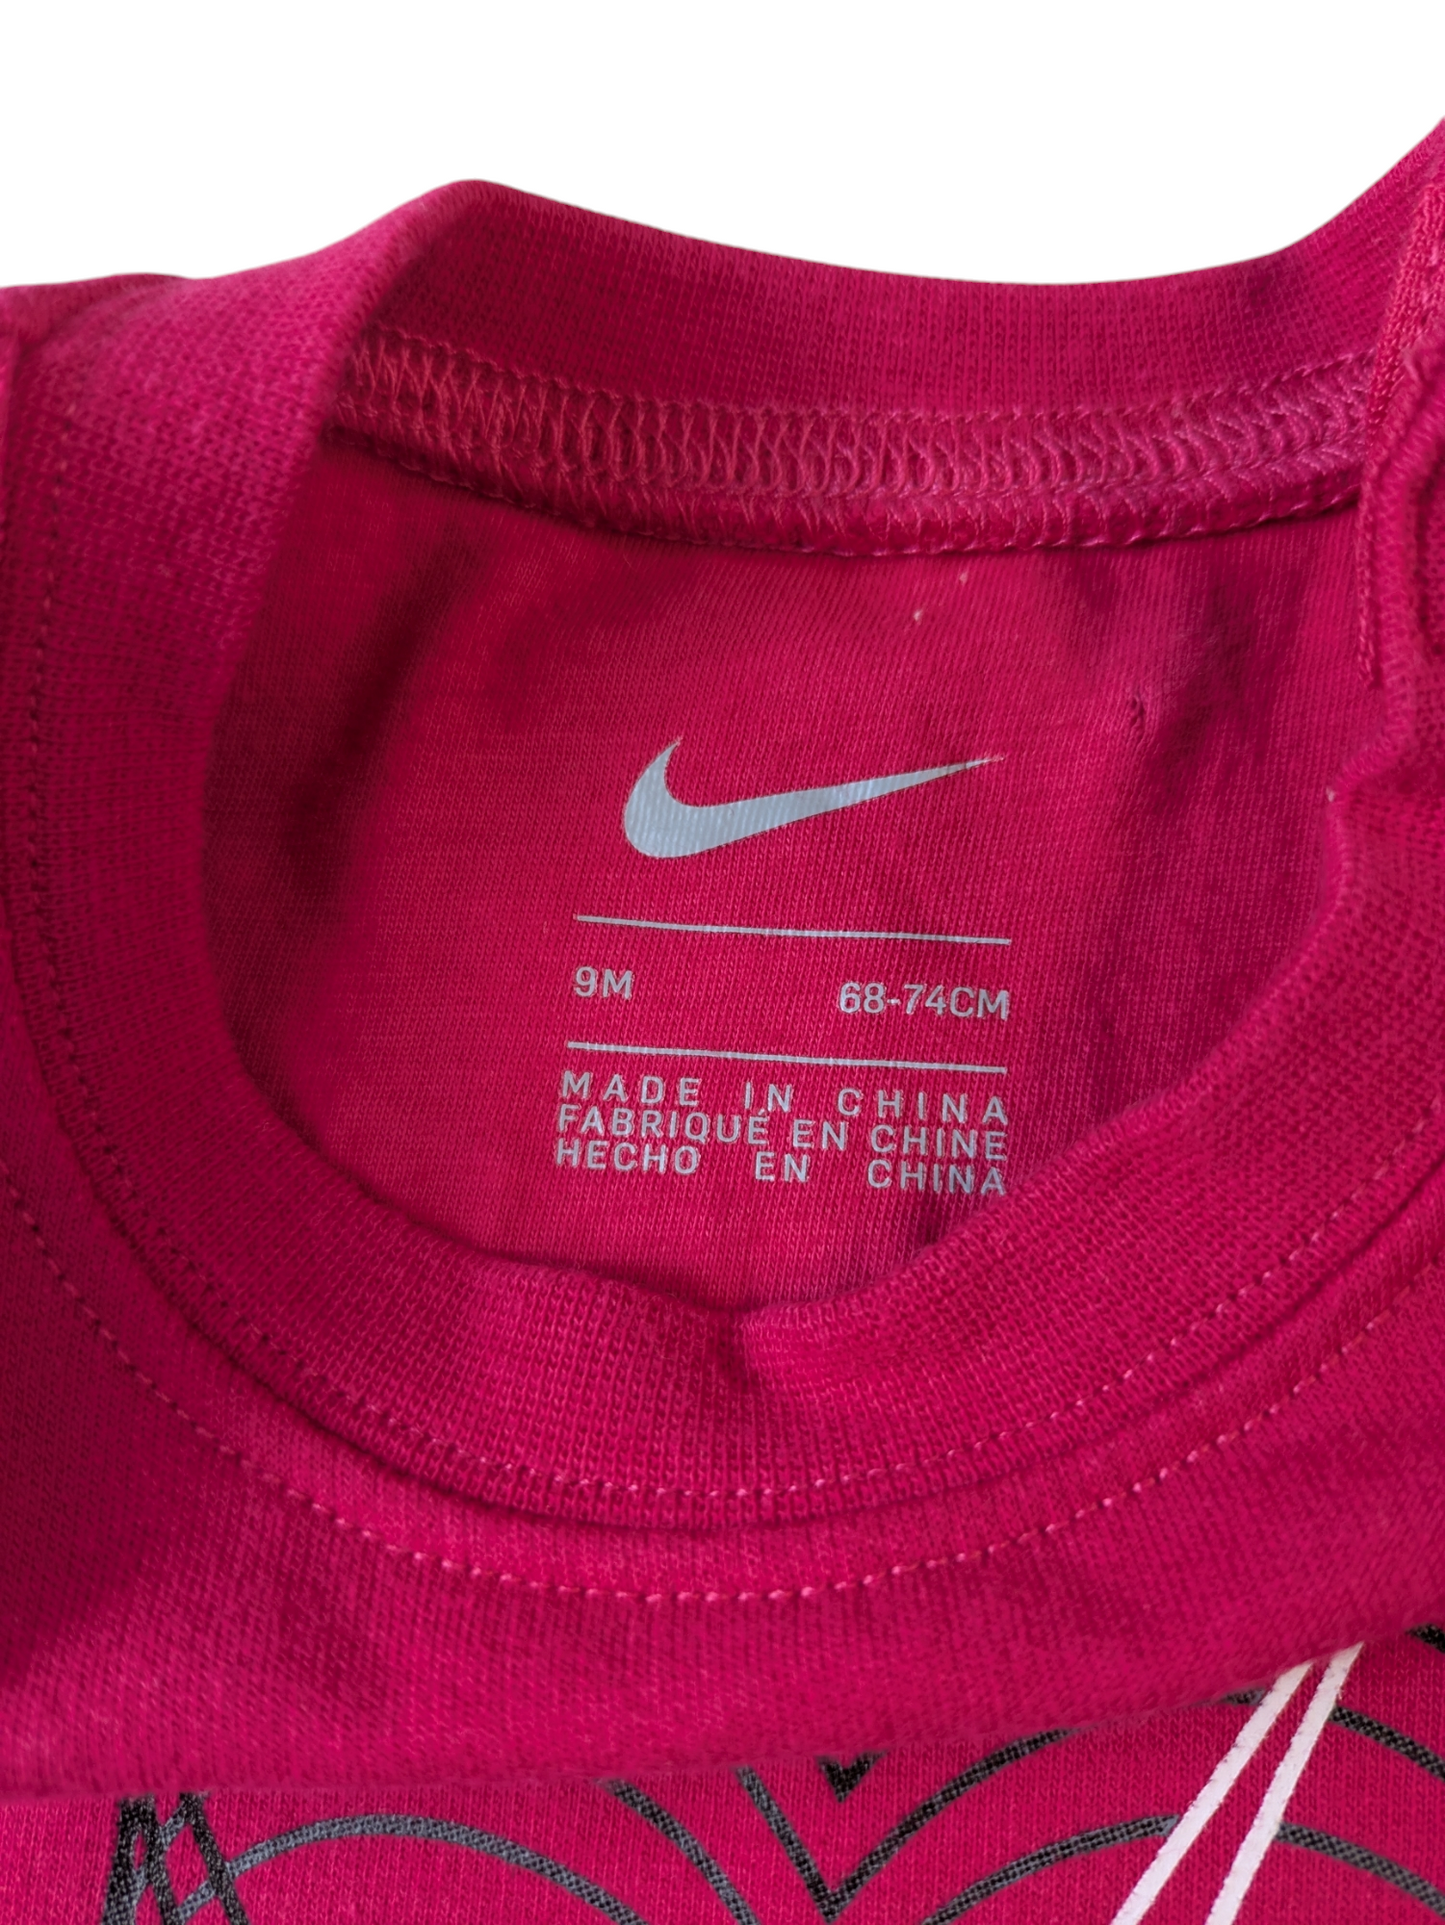 9M 68-74CM
MADE IN CHINA
FABRIQUÉ EN CHINE
HECHO EN CHINA